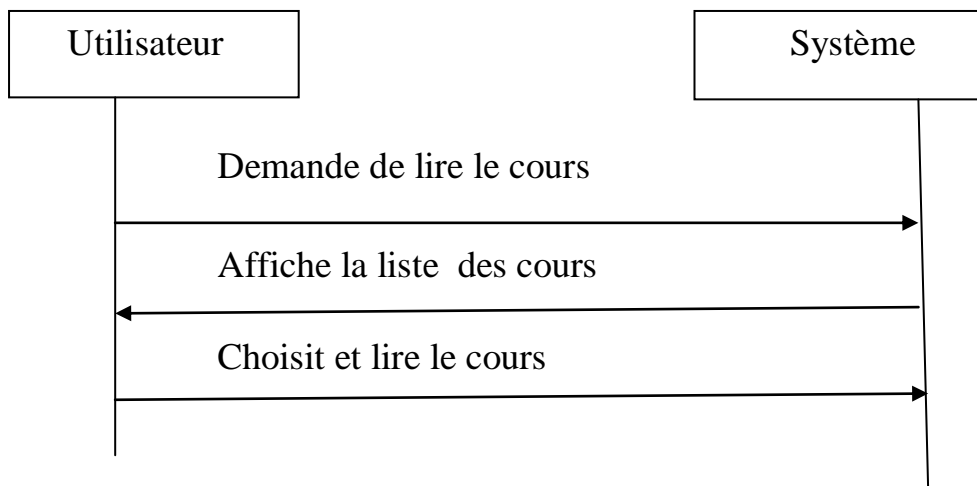 Utilisateur
Système
Demande de lire le cours
Affiche la liste  des cours
Choisit et lire le cours